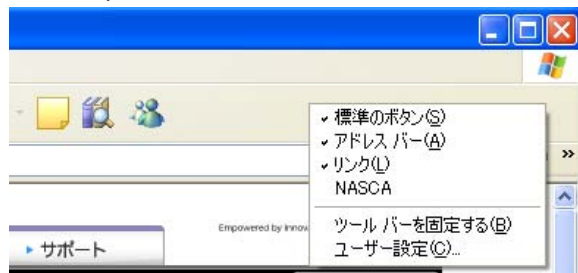 標準のボタン(S)
アドレス バー(A)
リンク(L)
NASCA
»
ツール バーを固定する(B)
ユーザー設定(C)...
Empowered by Innov
サポート